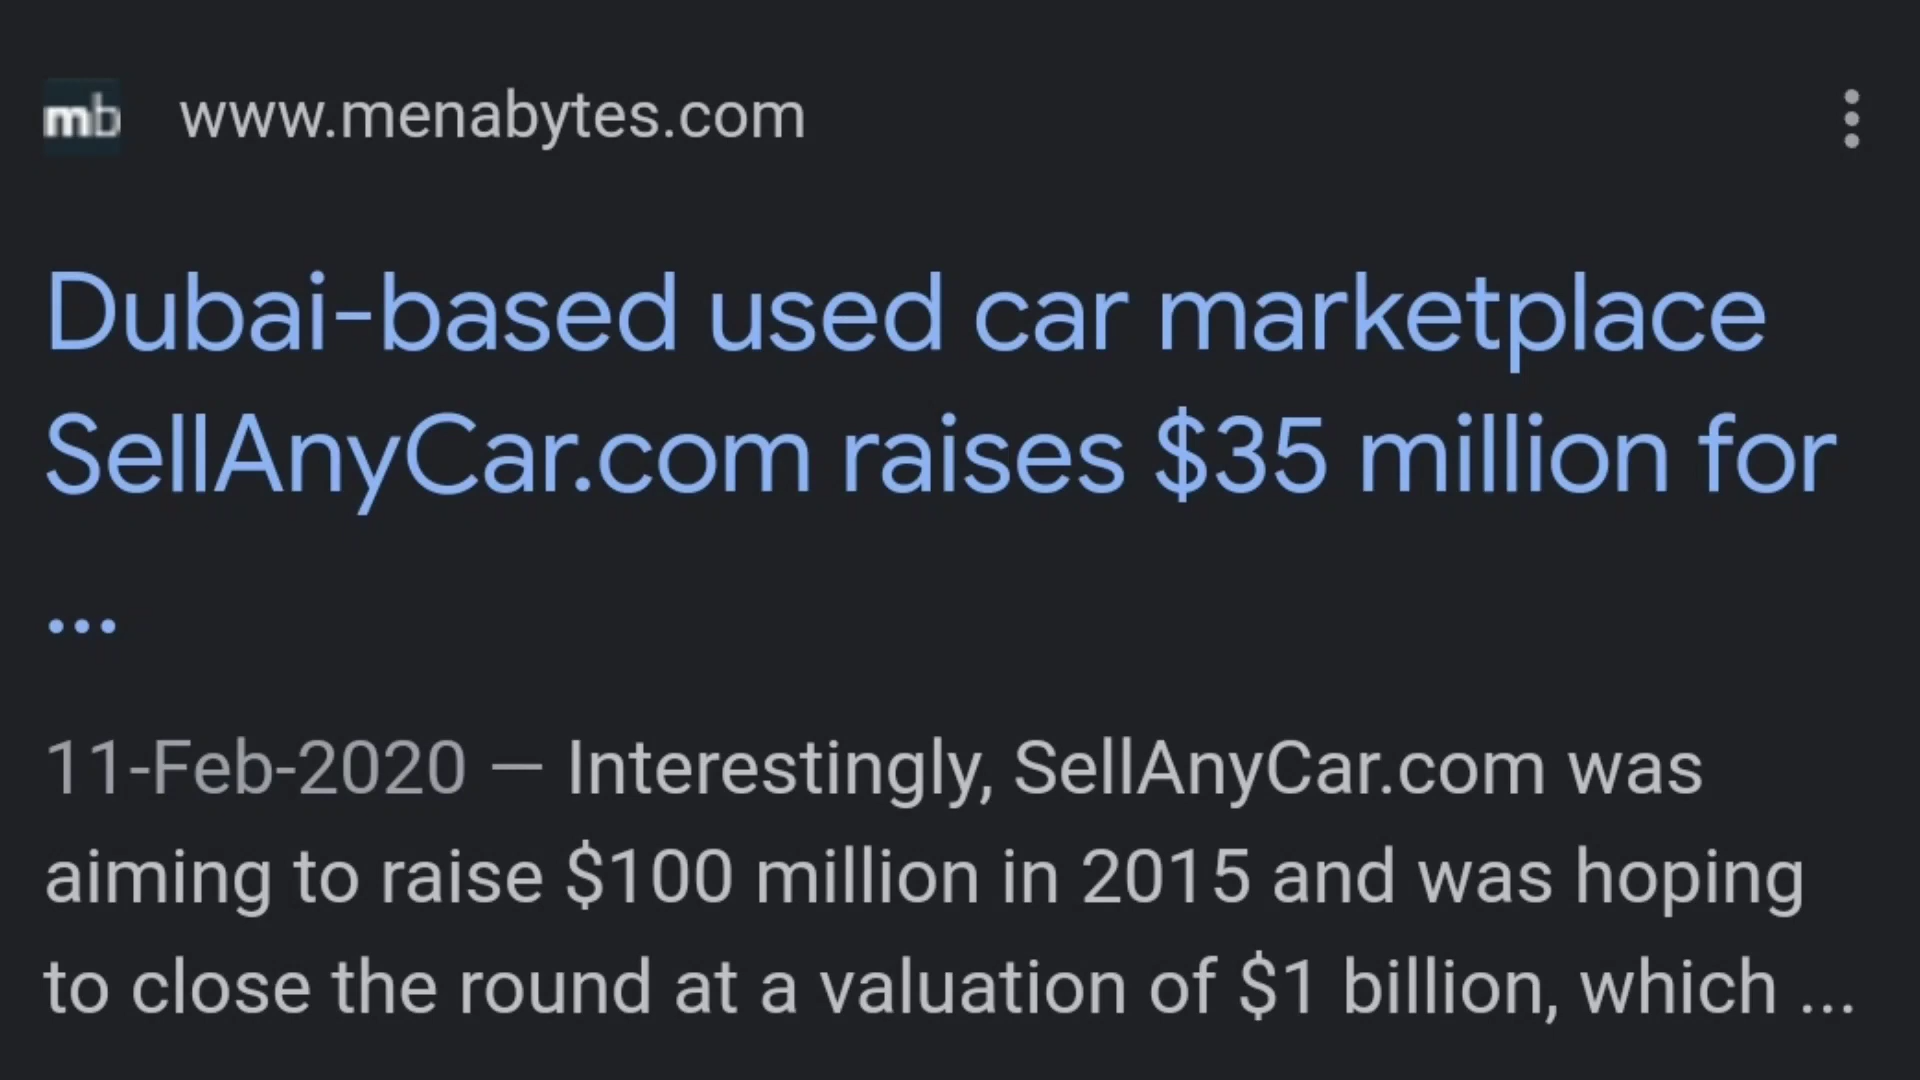 mb www.menabytes.com
Dubai-based used car marketplace
SellAnyCar.com raises $35 million for
...
11-Feb-2020 — Interestingly, SellAnyCar.com was
aiming to raise $100 million in 2015 and was hoping
to close the round at a valuation of $1 billion, which ...